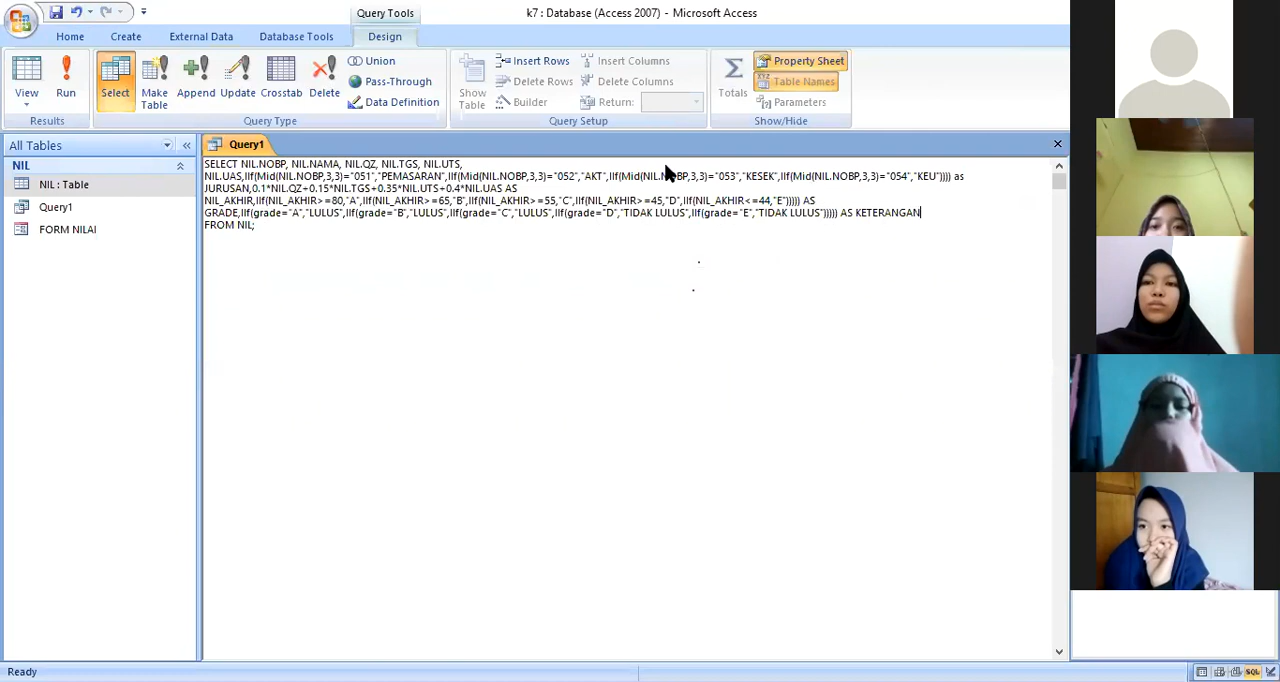 Query Tools
k7 : Database (Access 2007) - Microsoft Access
Home
Create
External Data
Database Tools
Design
View
Run
Select
Make Table
Append
Update
Crosstab
Delete
Union
Pass-Through
Data Definition
Show Table
Insert Rows
Delete Rows
Builder
Insert Columns
Delete Columns
Return:
Totals
Property Sheet
XYZ Table Names
Parameters
Results
Query Type
Query Setup
Show/Hide
All Tables
NIL
NIL : Table
Query1
FORM NILAI
Query1
SELECT NIL.NOBP, NIL.NAMA, NIL.QZ, NIL.TGS, NIL.UTS,
NIL.UAS,IIf(Mid(NIL.NOBP,3,3)="051","PEMASARAN",IIf(Mid(NIL.NOBP,3,3)="052","AKT",IIf(Mid(NIL.NOBP,3,3)="053","KESEK",IIf(Mid(NIL.NOBP,3,3)="054","KEU")))) as
JURUSAN,0.1*NIL.QZ+0.15*NIL.TGS+0.35*NIL.UTS+0.4*NIL.UAS AS
NIL_AKHIR,IIf(NIL_AKHIR>=80,"A",IIf(NIL_AKHIR>=65,"B",IIf(NIL_AKHIR>=55,"C",IIf(NIL_AKHIR>=45,"D",IIf(NIL_AKHIR<=44,"E"))))) AS
GRADE,IIf(grade="A","LULUS",IIf(grade="B","LULUS",IIf(grade="C","LULUS",IIf(grade="D","TIDAK LULUS",IIf(grade="E","TIDAK LULUS"))))) AS KETERANGAN
FROM NIL;
Ready
SQL